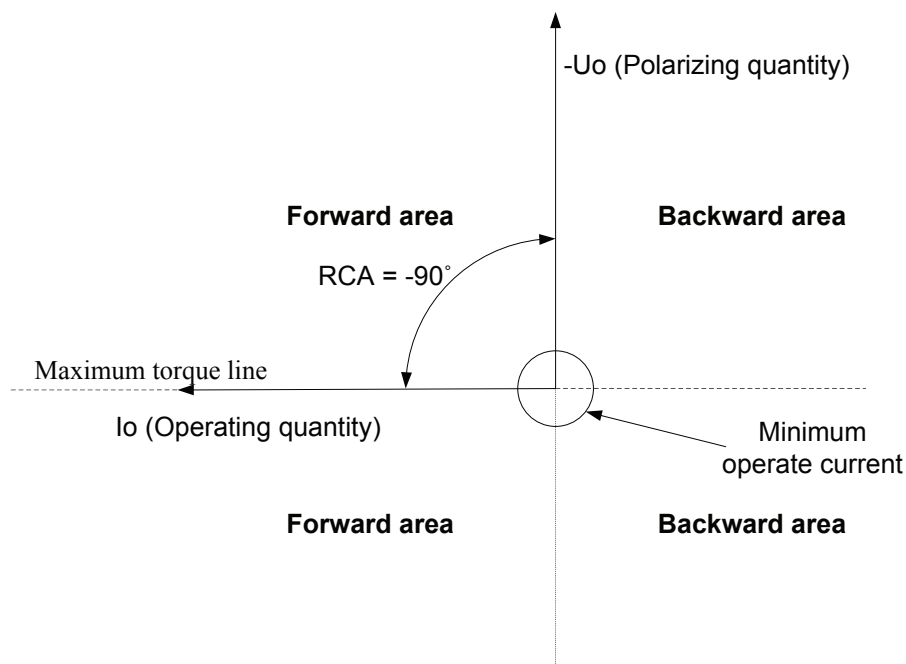 -Uo (Polarizing quantity)
Forward area
Backward area
RCA = -90°
Maximum torque line
Io (Operating quantity)
Minimum
operate current
Forward area
Backward area